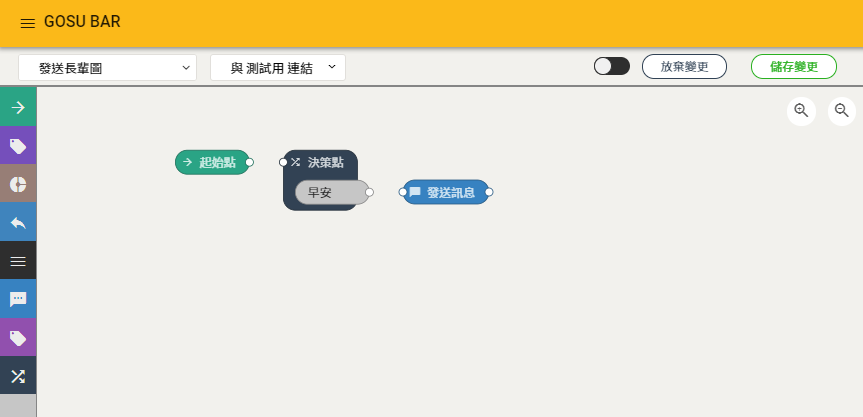 GOSU BAR
發送長輩圖
與 測試用 連結
放棄變更
儲存變更
起始點
決策點
早安
發送訊息